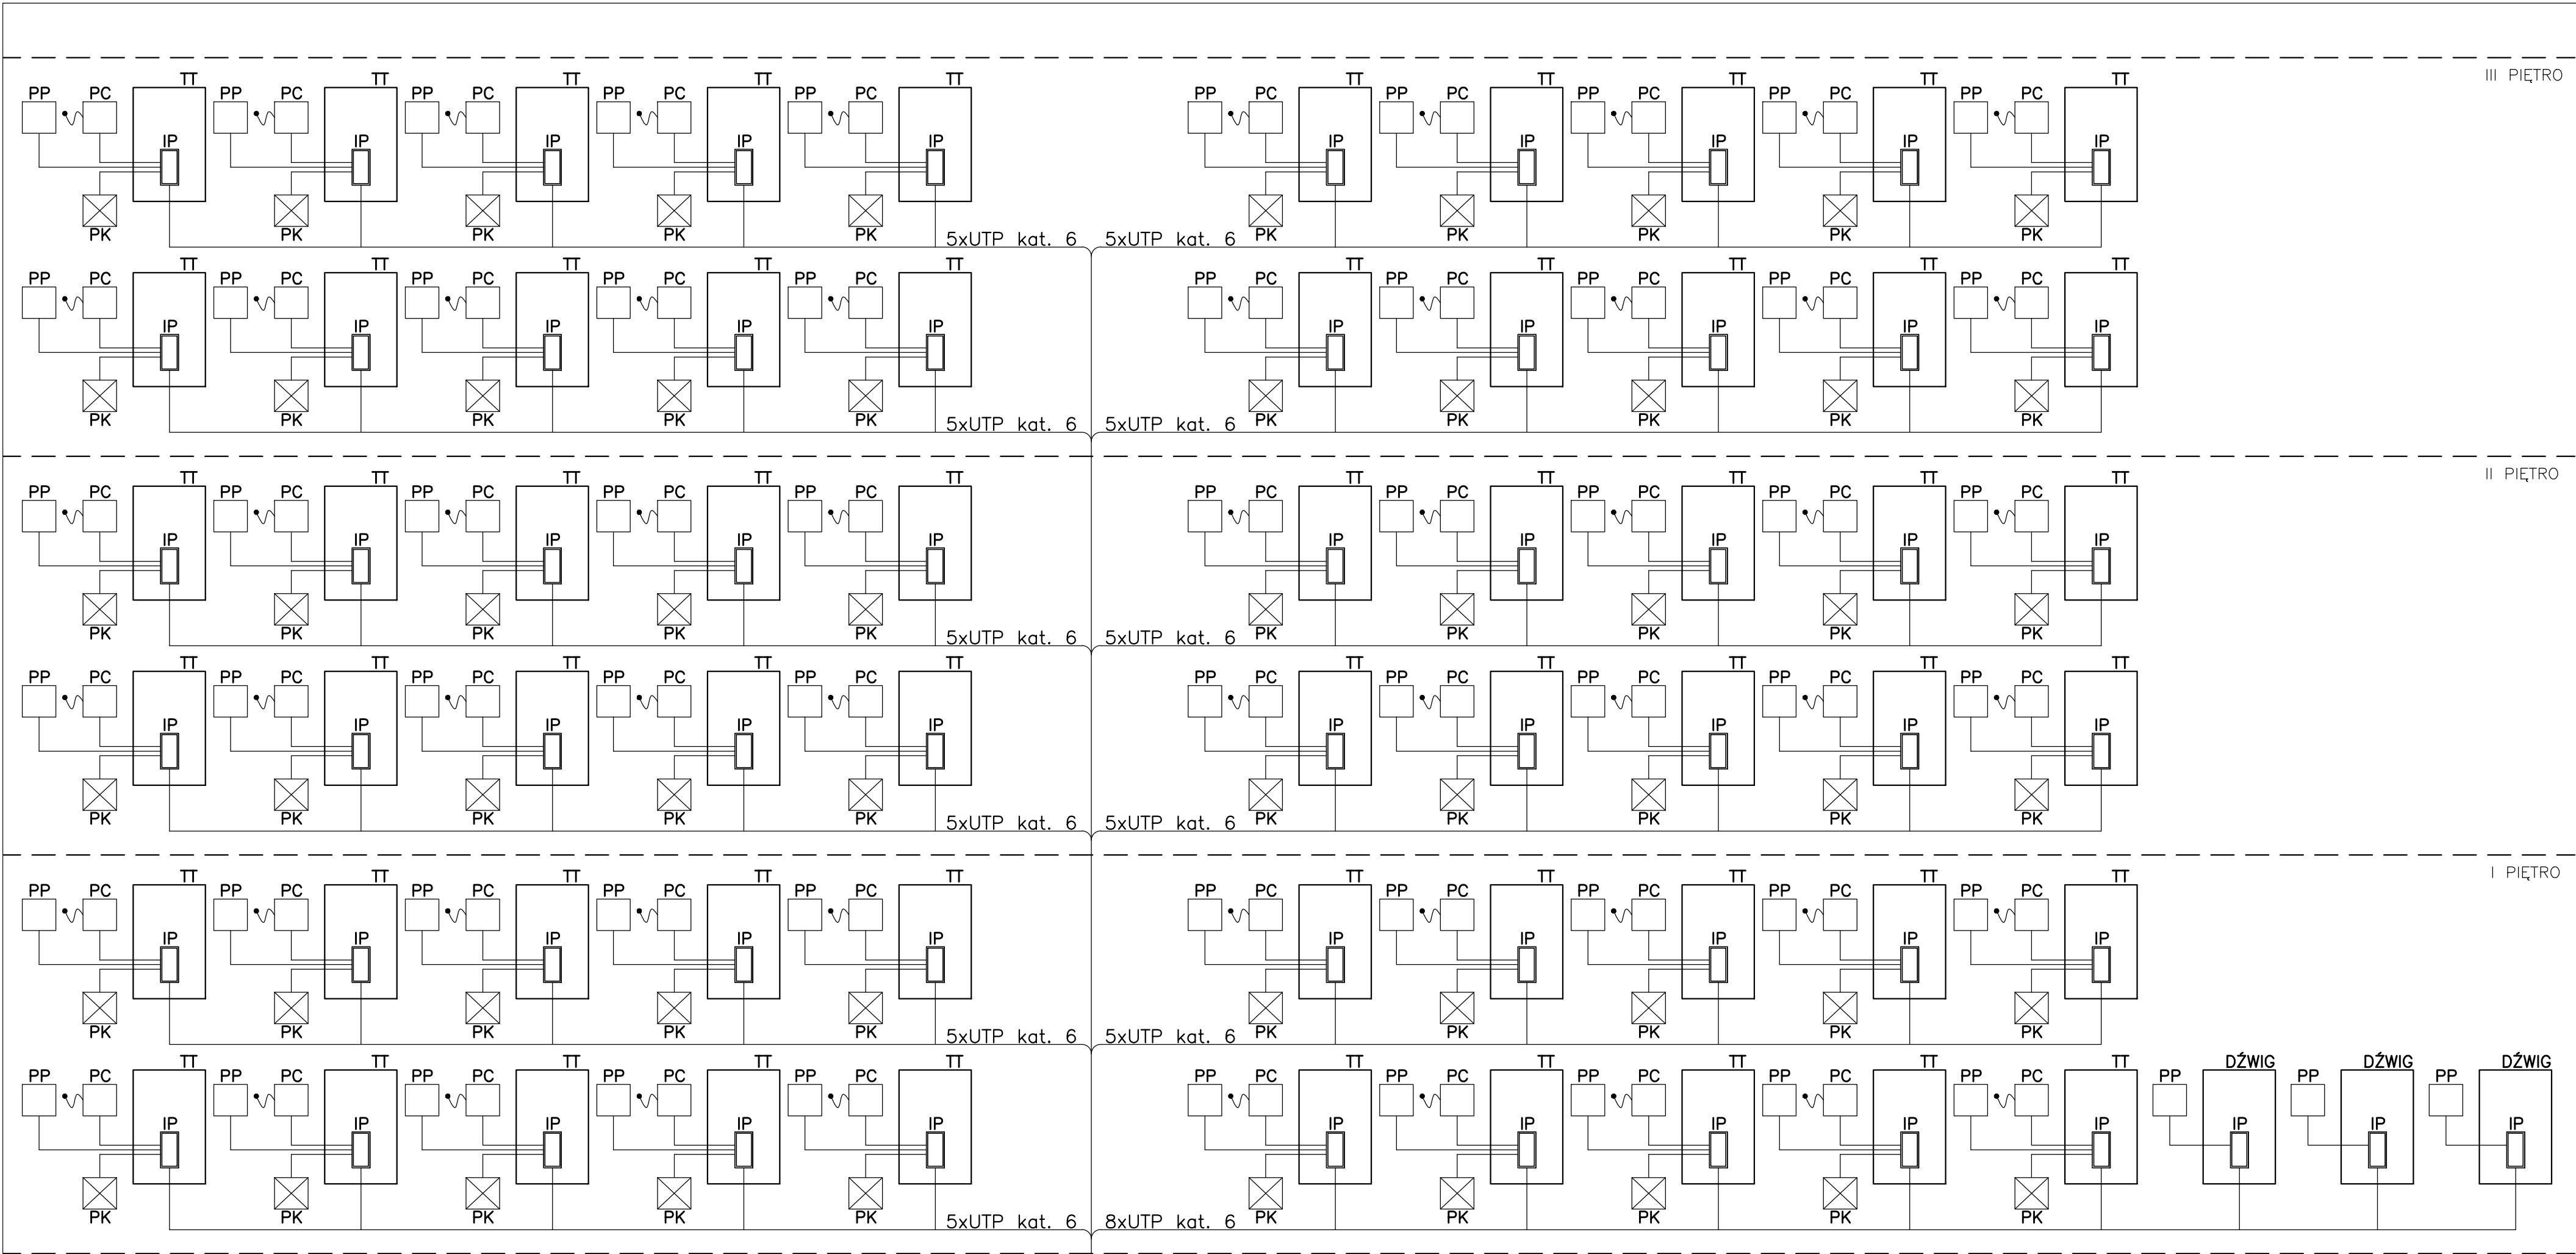 TT TT TT TT TT TT TT TT TT TT
III PIĘTRO
PP PC PP PC PP PC PP PC PP PC PP PC PP PC PP PC PP PC PP PC
IP IP IP IP IP IP IP IP IP IP
PK PK PK PK PK PK PK PK PK PK
5xUTP kat. 6 5xUTP kat. 6
TT TT TT TT TT TT TT TT TT TT
PP PC PP PC PP PC PP PC PP PC PP PC PP PC PP PC PP PC PP PC
IP IP IP IP IP IP IP IP IP IP
PK PK PK PK PK PK PK PK PK PK
5xUTP kat. 6 5xUTP kat. 6
TT TT TT TT TT TT TT TT TT TT
II PIĘTRO
PP PC PP PC PP PC PP PC PP PC PP PC PP PC PP PC PP PC PP PC
IP IP IP IP IP IP IP IP IP IP
PK PK PK PK PK PK PK PK PK PK
5xUTP kat. 6 5xUTP kat. 6
TT TT TT TT TT TT TT TT TT TT
PP PC PP PC PP PC PP PC PP PC PP PC PP PC PP PC PP PC PP PC
IP IP IP IP IP IP IP IP IP IP
PK PK PK PK PK PK PK PK PK PK
5xUTP kat. 6 5xUTP kat. 6
TT TT TT TT TT TT TT TT TT TT
I PIĘTRO
PP PC PP PC PP PC PP PC PP PC PP PC PP PC PP PC PP PC PP PC
IP IP IP IP IP IP IP IP IP IP
PK PK PK PK PK PK PK PK PK PK
5xUTP kat. 6 5xUTP kat. 6
TT TT TT TT TT TT TT TT TT TT DŹWIG DŹWIG DŹWIG
PP PC PP PC PP PC PP PC PP PC PP PC PP PC PP PC PP PC PP PC PP PP PP
IP IP IP IP IP IP IP IP IP IP IP IP IP
PK PK PK PK PK PK PK PK PK PK
5xUTP kat. 6 8xUTP kat. 6